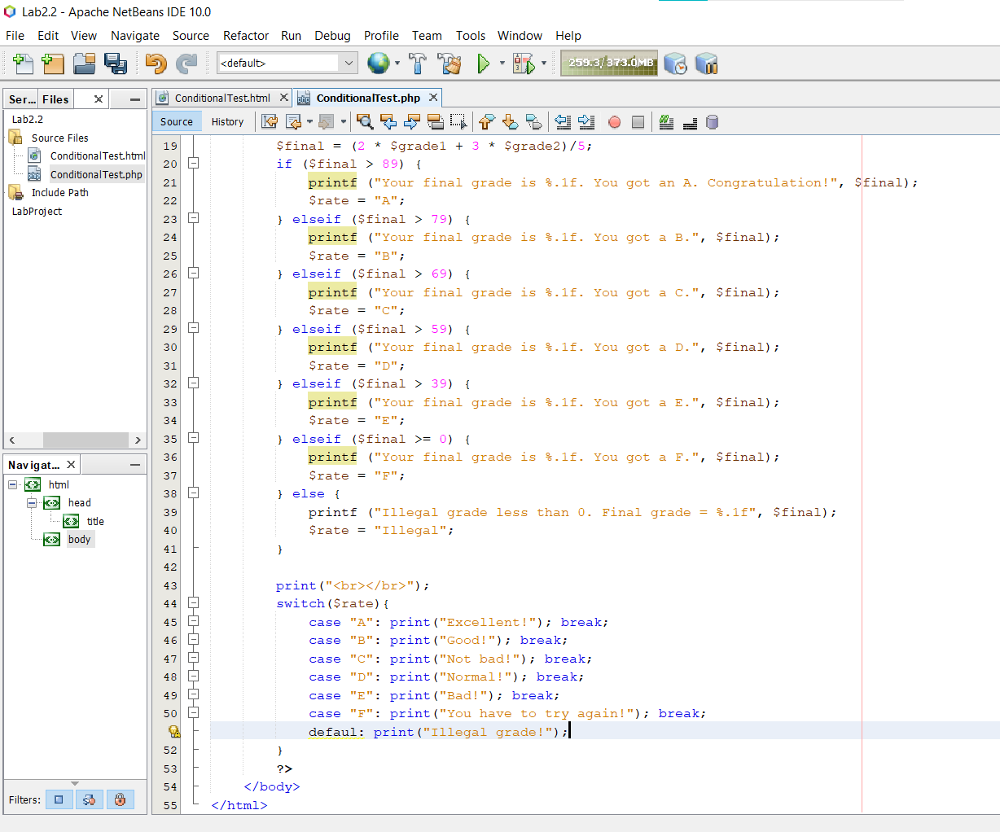 Lab2.2 - Apache NetBeans IDE 10.0
File Edit View Navigate Source Refactor Run Debug Profile Team Tools Window Help
<default> 259.3/373.0MB
Ser... Files
Lab2.2
Source Files
ConditionalTest.html
ConditionalTest.php
Include Path
LabProject
Navigat...
html
head
title
body
Filters:
ConditionalTest.html ConditionalTest.php
Source History
19 $final = (2 * $grade1 + 3 * $grade2)/5;
20 if ($final > 89) {
21 printf ("Your final grade is %.1f. You got an A. Congratulation!", $final);
22 $rate = "A";
23 } elseif ($final > 79) {
24 printf ("Your final grade is %.1f. You got a B.", $final);
25 $rate = "B";
26 } elseif ($final > 69) {
27 printf ("Your final grade is %.1f. You got a C.", $final);
28 $rate = "C";
29 } elseif ($final > 59) {
30 printf ("Your final grade is %.1f. You got a D.", $final);
31 $rate = "D";
32 } elseif ($final > 39) {
33 printf ("Your final grade is %.1f. You got a E.", $final);
34 $rate = "E";
35 } elseif ($final >= 0) {
36 printf ("Your final grade is %.1f. You got a F.", $final);
37 $rate = "F";
38 } else {
39 printf ("Illegal grade less than 0. Final grade = %.1f", $final);
40 $rate = "Illegal";
41 }
42
43 print("<br></br>");
44 switch($rate){
45 case "A": print("Excellent!"); break;
46 case "B": print("Good!"); break;
47 case "C": print("Not bad!"); break;
48 case "D": print("Normal!"); break;
49 case "E": print("Bad!"); break;
50 case "F": print("You have to try again!"); break;
defaul: print("Illegal grade!");
52 }
53 ?>
54 </body>
55 </html>